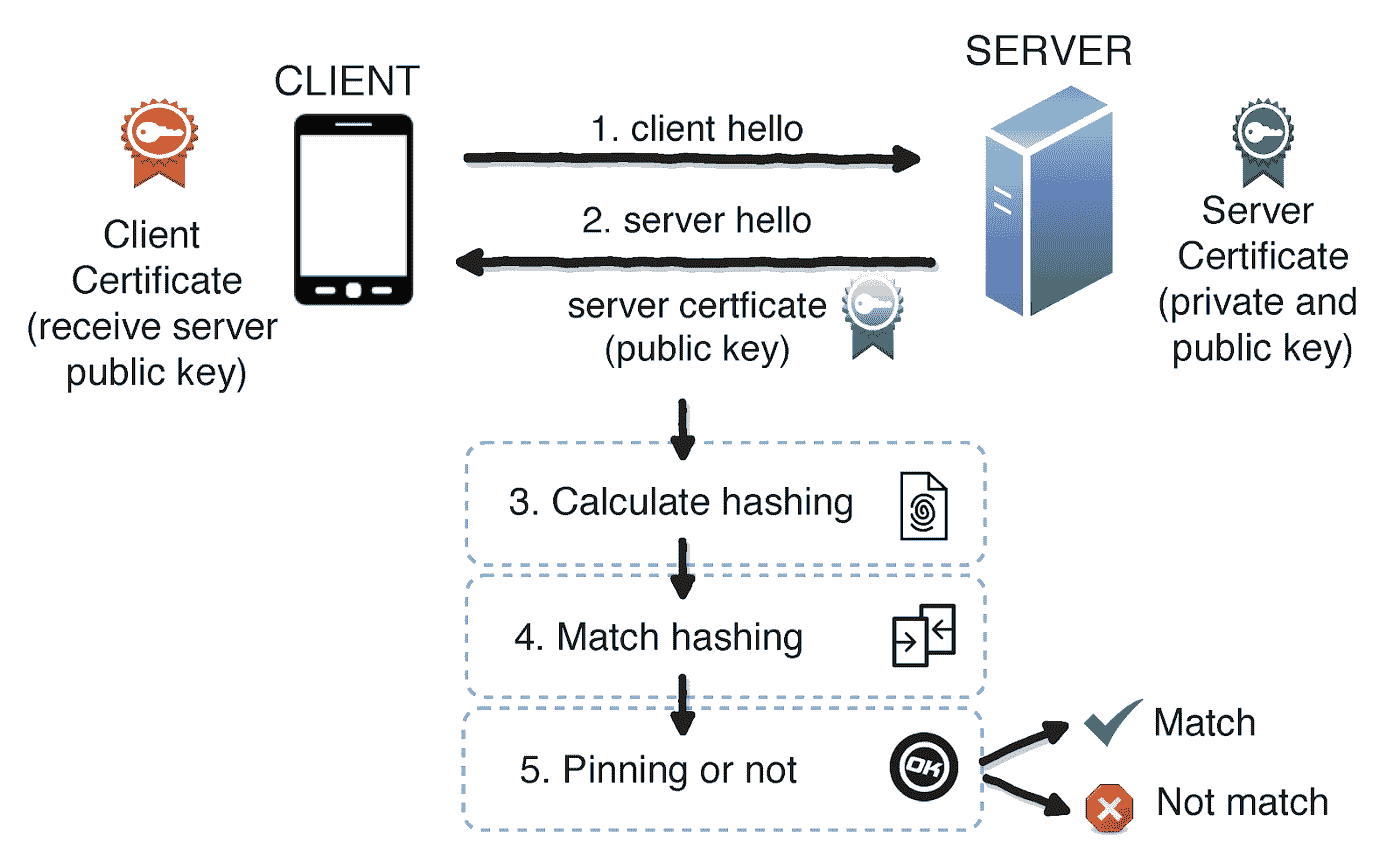 CLIENT
SERVER
1. client hello
2. server hello
server certficate
(public key)
Client
Certificate
(receive server
public key)
Server
Certificate
(private and
public key)
3. Calculate hashing
4. Match hashing
5. Pinning or not
OK
Match
Not match